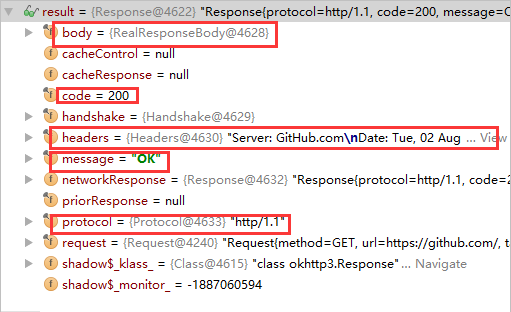 result = {Response@4622} "Response{protocol=http/1.1, code=200, message=O
body = {RealResponseBody@4628}
cacheControl = null
cacheResponse = null
code = 200
handshake = {Handshake@4629}
headers = {Headers@4630} "Server: GitHub.com\nDate: Tue, 02 Aug ... View
message = "OK"
networkResponse = {Response@4632} "Response{protocol=http/1.1, code=2
priorResponse = null
protocol = {Protocol@4633} "http/1.1"
request = {Request@4240} "Request{method=GET, url=https://github.com/, ta
shadow$_klass_ = {Class@4615} "class okhttp3.Response"... Navigate
shadow$_monitor_ = -1887060594